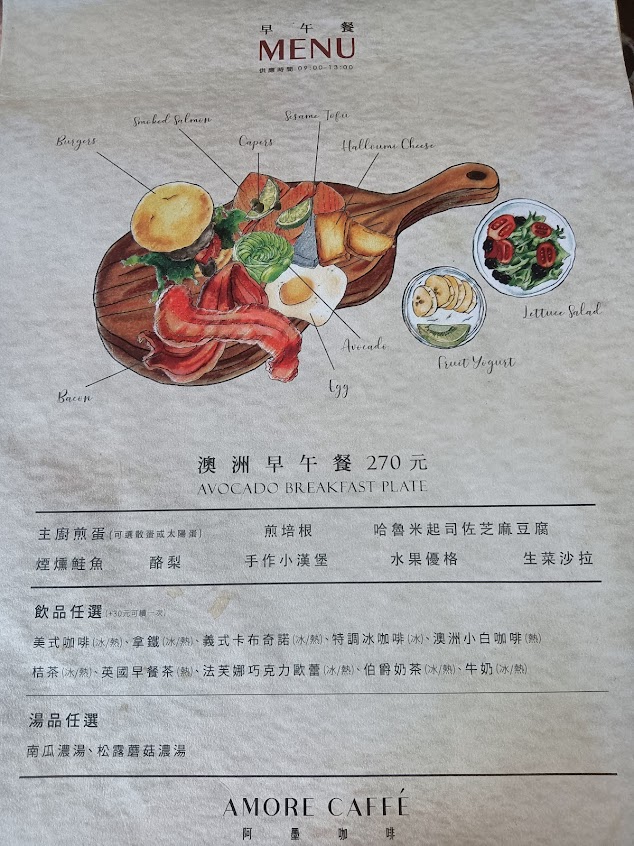 早午餐
MENU
供應時間 09:00-13:00
Smoked Salmon
Sesame Tofu
Burgers
Capers
Halloumi Cheese
Lettuce Salad
Avocado
Fruit Yogurt
Egg
Bacon
澳洲早午餐 270元
AVOCADO BREAKFAST PLATE
主廚煎蛋(可選散蛋或太陽蛋) 煎培根 哈魯米起司佐芝麻豆腐
煙燻鮭魚 酪梨 手作小漢堡 水果優格 生菜沙拉
飲品任選(+30元可續一次)
美式咖啡(冰/熱)、拿鐵(冰/熱)、義式卡布奇諾(冰/熱)、特調冰咖啡(冰)、澳洲小白咖啡(熱)
桔茶(冰/熱)、英國早餐茶(熱)、法芙娜巧克力歐蕾(冰/熱)、伯爵奶茶(冰/熱)、牛奶(冰/熱)
湯品任選
南瓜濃湯、松露蘑菇濃湯
AMORE CAFFÉ
阿墨咖啡